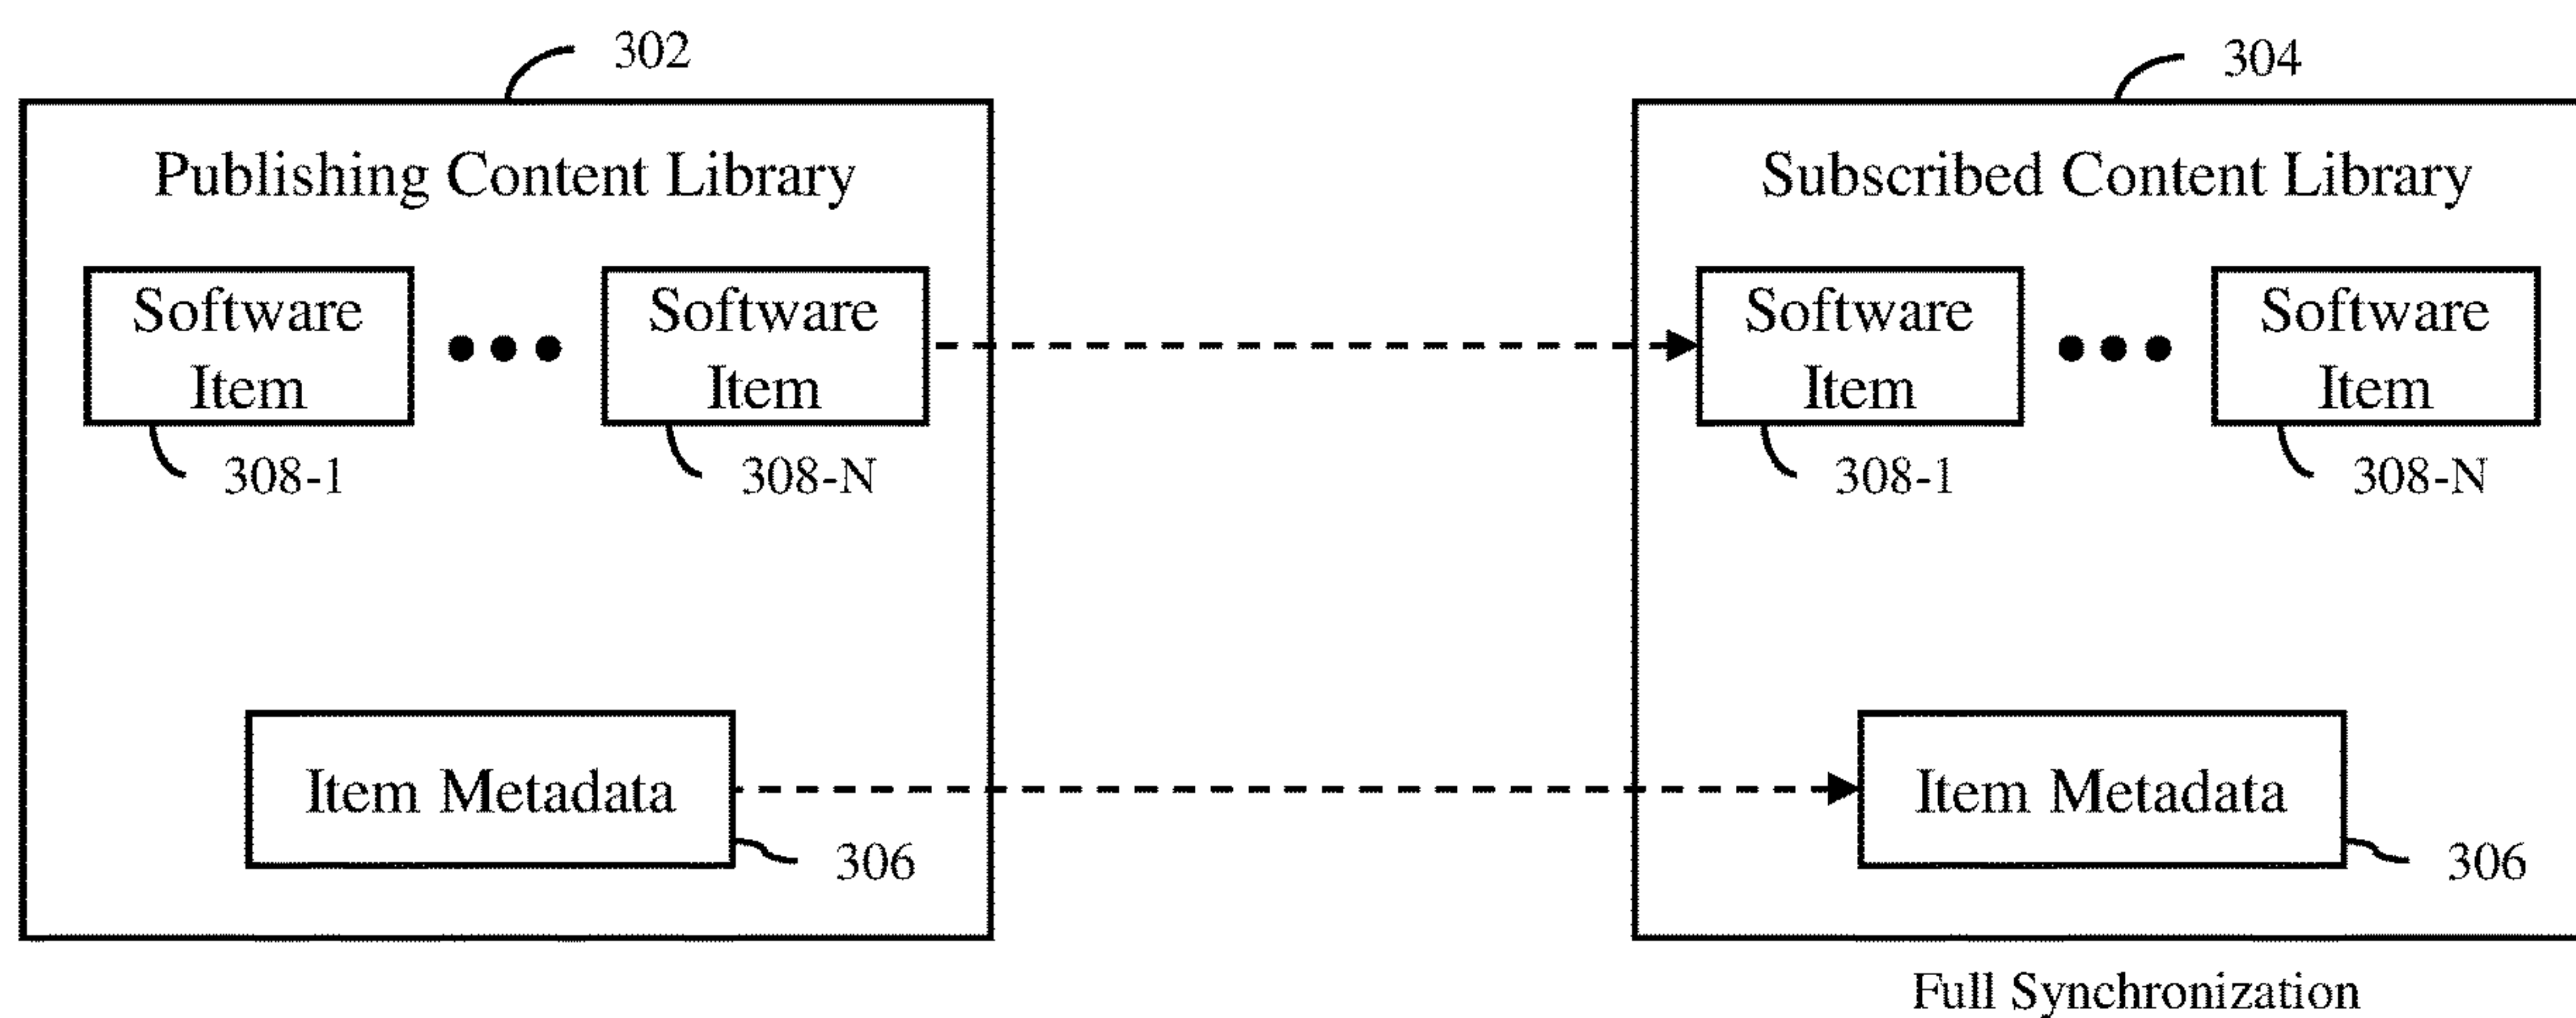 302
304
Publishing Content Library
Subscribed Content Library
Software
Item
Software
Item
Software
Item
Software
Item
308-1
308-N
308-1
308-N
Item Metadata
Item Metadata
306
306
Full Synchronization